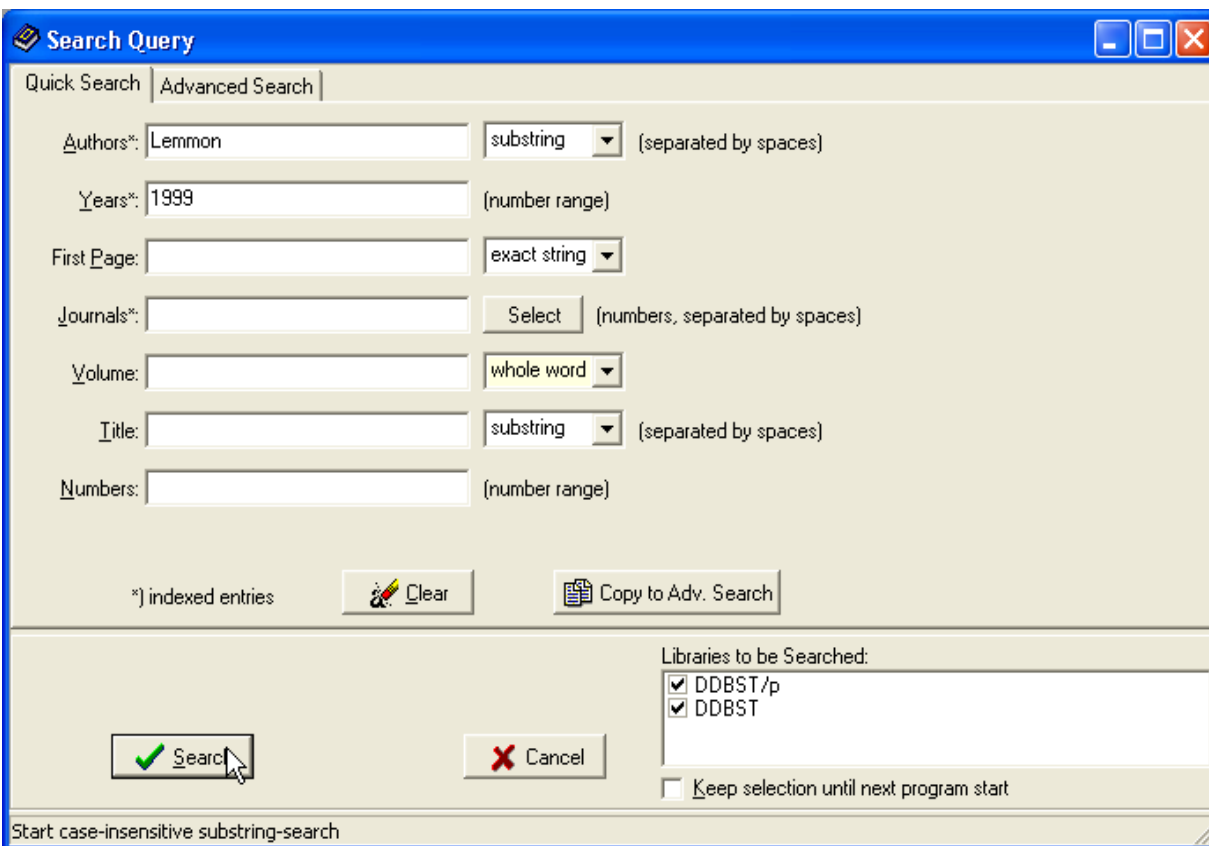 Search Query
Quick Search Advanced Search
Authors*: Lemmon substring (separated by spaces)
Years*: 1999 (number range)
First Page: exact string
Journals*: Select (numbers, separated by spaces)
Volume: whole word
Title: substring (separated by spaces)
Numbers: (number range)
*) indexed entries Clear Copy to Adv. Search
Libraries to be Searched:
DDBST/p
DDBST
Search Cancel
Keep selection until next program start
Start case-insensitive substring-search